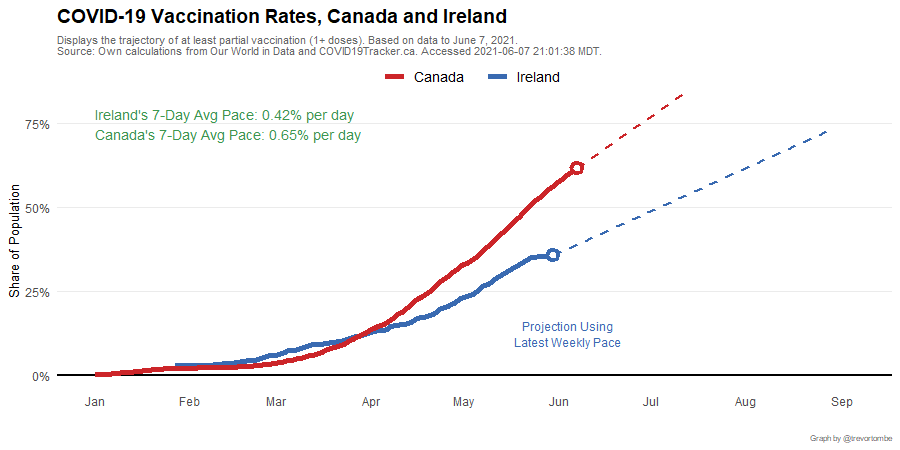 COVID-19 Vaccination Rates, Canada and Ireland
Displays the trajectory of at least partial vaccination (1+ doses). Based on data to June 7, 2021.
Source: Own calculations from Our World in Data and COVID19Tracker.ca. Accessed 2021-06-07 21:01:38 MDT.
Canada Ireland
Ireland's 7-Day Avg Pace: 0.42% per day
Canada's 7-Day Avg Pace: 0.65% per day
75%
50%
25%
0%
Share of Population
Projection Using
Latest Weekly Pace
Jan Feb Mar Apr May Jun Jul Aug Sep
Graph by @trevortombe